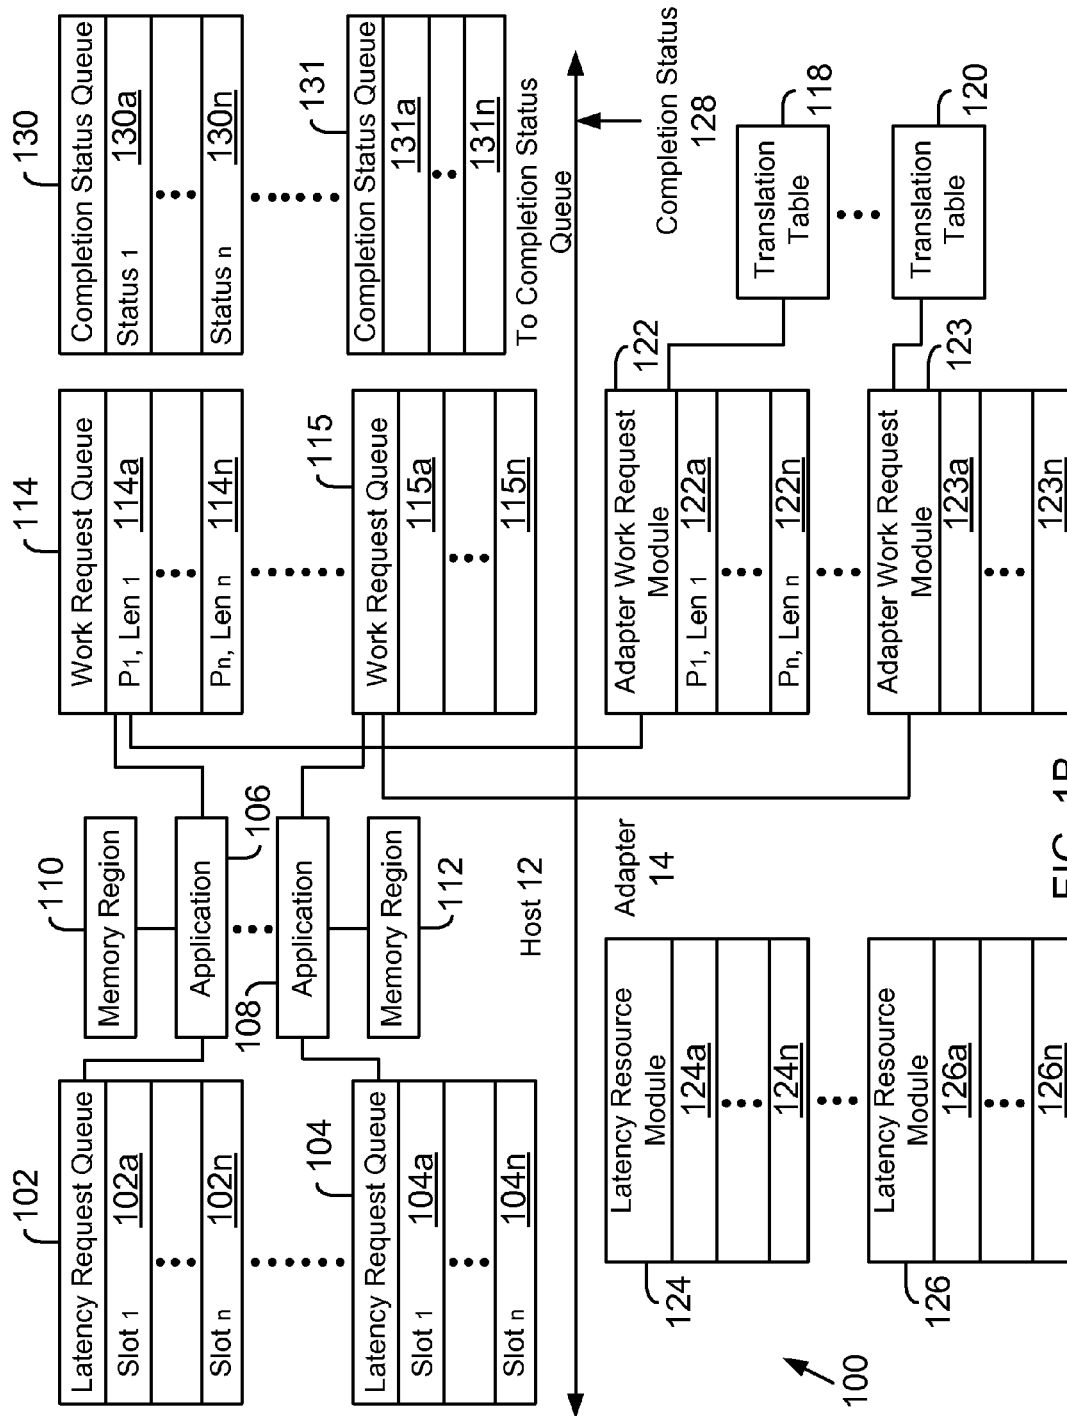 102
Latency Request Queue
Slot 1 102a
Slot n 102n
104
Latency Request Queue
Slot 1 104a
Slot n 104n
110
Memory Region
Application
106
108
Application
Memory Region
112
114
Work Request Queue
P1, Len 1 114a
Pn, Len n 114n
115
Work Request Queue
115a
115n
130
Completion Status Queue
Status 1 130a
Status n 130n
131
Completion Status Queue
131a
131n
To Completion Status
Queue
Host 12
Adapter
14
Completion Status
128
124
Latency Resource
Module
124a
124n
126
Latency Resource
Module
126a
126n
122
Adapter Work Request
Module
P1, Len 1 122a
Pn, Len n 122n
123
Adapter Work Request
Module
123a
123n
118
Translation
Table
120
Translation
Table
100
FIG. 1B